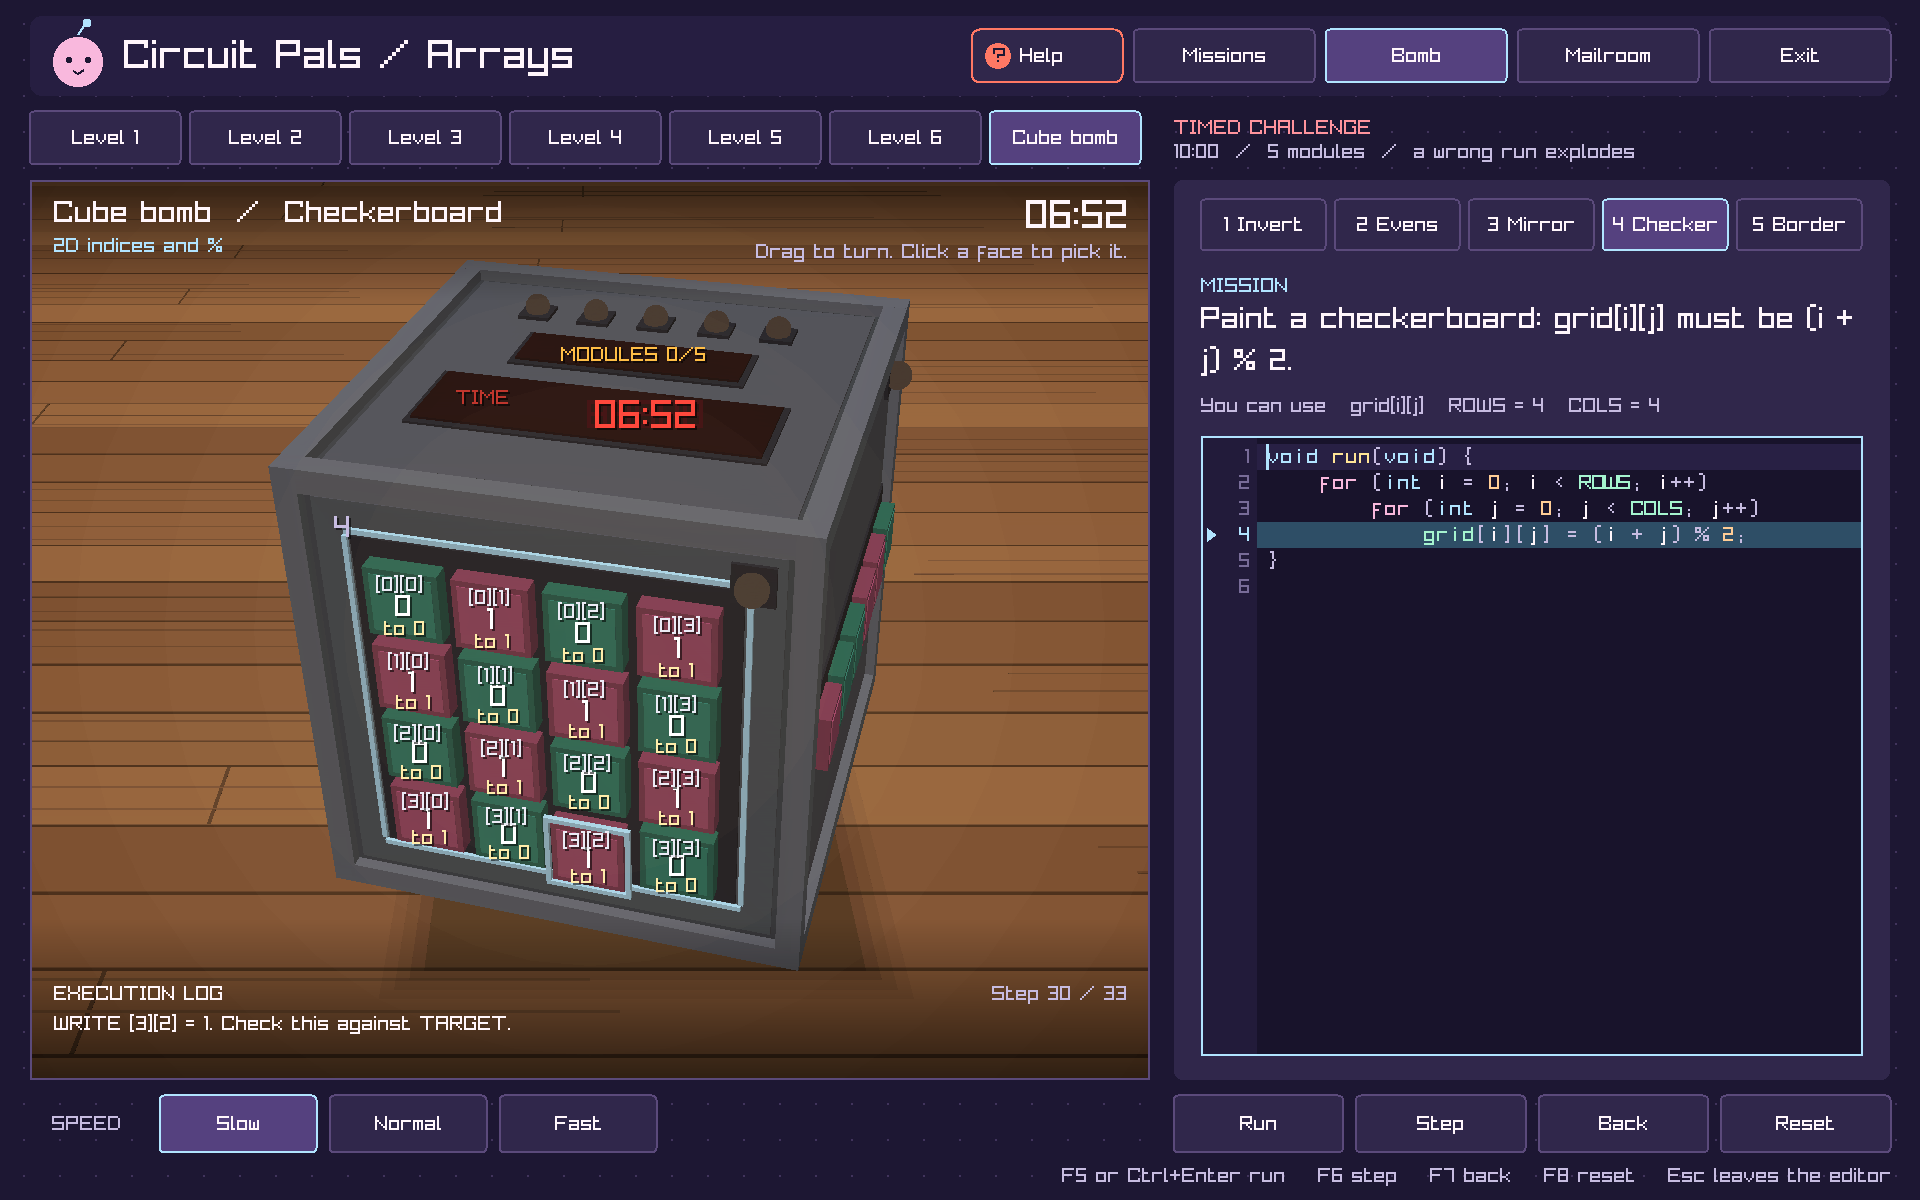 Circuit Pals / Arrays
? Help
Missions
Bomb
Mailroom
Exit
Level 1
Level 2
Level 3
Level 4
Level 5
Level 6
Cube bomb
TIMED CHALLENGE
10:00 / 5 modules / a wrong run explodes
Cube bomb / Checkerboard
06:52
2D indices and %
Drag to turn. Click a face to pick it.
MODULES 0/5
TIME 06:52
4
[0][0] [0][1] [0][2] [0][3]
0 1 0 1
to 0 to 1 to 0 to 1
[1][0] [1][1] [1][2] [1][3]
1 0 1 0
to 1 to 0 to 1 to 0
[2][0] [2][1] [2][2] [2][3]
0 1 0 1
to 0 to 1 to 0 to 1
[3][0] [3][1] [3][2] [3][3]
1 0 1 0
to 1 to 0 to 1 to 0
EXECUTION LOG
Step 30 / 33
WRITE [3][2] = 1. Check this against TARGET.
1 Invert
2 Evens
3 Mirror
4 Checker
5 Border
MISSION
Paint a checkerboard: grid[i][j] must be (i +
j) % 2.
You can use grid[i][j] ROWS = 4 COLS = 4
1 void run(void) {
2 for (int i = 0; i < ROWS; i++)
3 for (int j = 0; j < COLS; j++)
4 grid[i][j] = (i + j) % 2;
5 }
6
SPEED
Slow
Normal
Fast
Run
Step
Back
Reset
F5 or Ctrl+Enter run F6 step F7 back F8 reset Esc leaves the editor